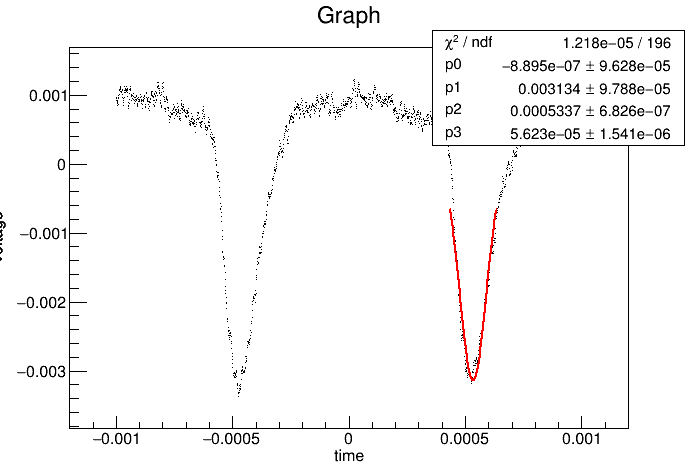 Graph
χ² / ndf 1.218e−05 / 196
p0 −8.895e−07 ± 9.628e−05
p1 0.003134 ± 9.788e−05
p2 0.0005337 ± 6.826e−07
p3 5.623e−05 ± 1.541e−06
0.001
0
−0.001
−0.002
−0.003
−0.001 −0.0005 0 0.0005 0.001
time